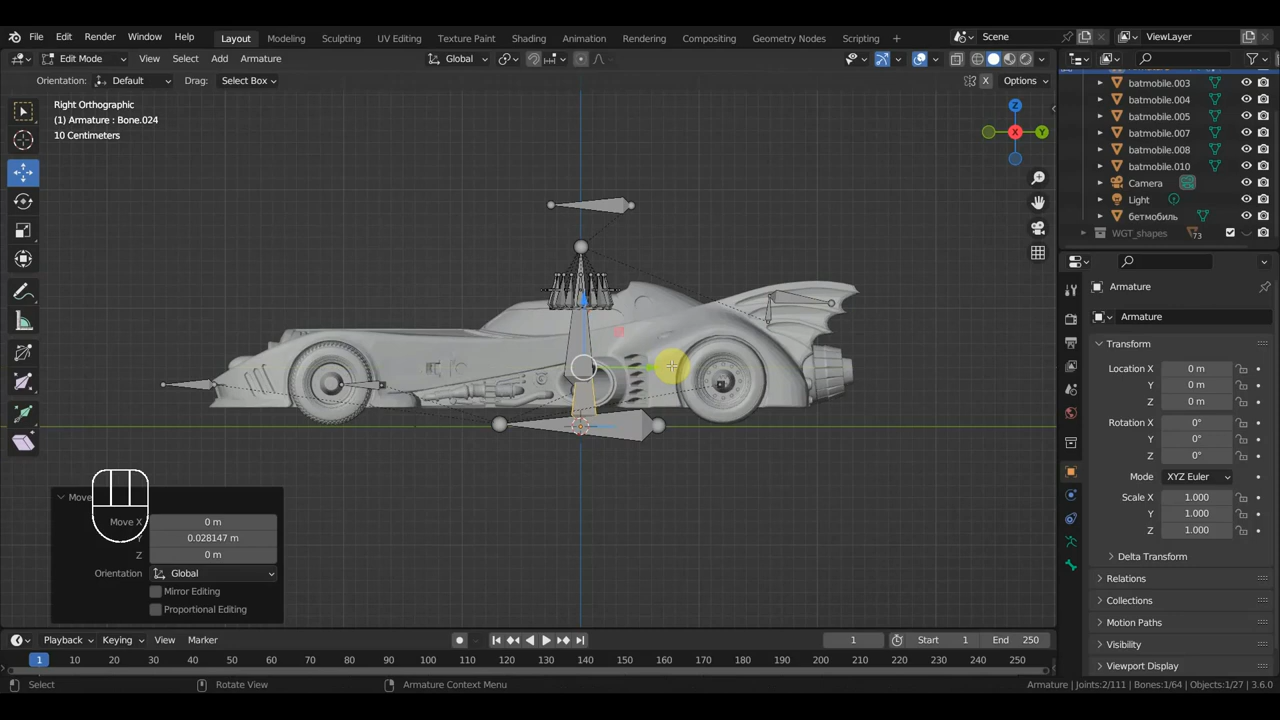 File Edit Render Window Help Layout Modeling Sculpting UV Editing Texture Paint Shading Animation Rendering Compositing Geometry Nodes Scripting + Scene ViewLayer
Edit Mode View Select Add Armature Global Options
Orientation: Default Drag: Select Box X
Right Orthographic
(1) Armature : Bone.024
10 Centimeters
Z
X
Y
batmobile.003
batmobile.004
batmobile.005
batmobile.007
batmobile.008
batmobile.010
Camera
Light
бетмобиль
WGT_shapes 73
Armature
Armature
Transform
Location X 0 m
Y 0 m
Z 0 m
Rotation X 0°
Y 0°
Z 0°
Mode XYZ Euler
Scale X 1.000
Y 1.000
Z 1.000
Delta Transform
Relations
Collections
Motion Paths
Visibility
Viewport Display
Move
Move X 0 m
0.028147 m
Z 0 m
Orientation Global
Mirror Editing
Proportional Editing
Playback Keying View Marker 1 Start 1 End 250
1 10 20 30 40 50 60 70 80 90 100 110 120 130 140 150 160 170 180 190 200 210 220 230 240 250
Select Rotate View Armature Context Menu Armature | Joints:2/111 | Bones:1/64 | Objects:1/27 | 3.6.0